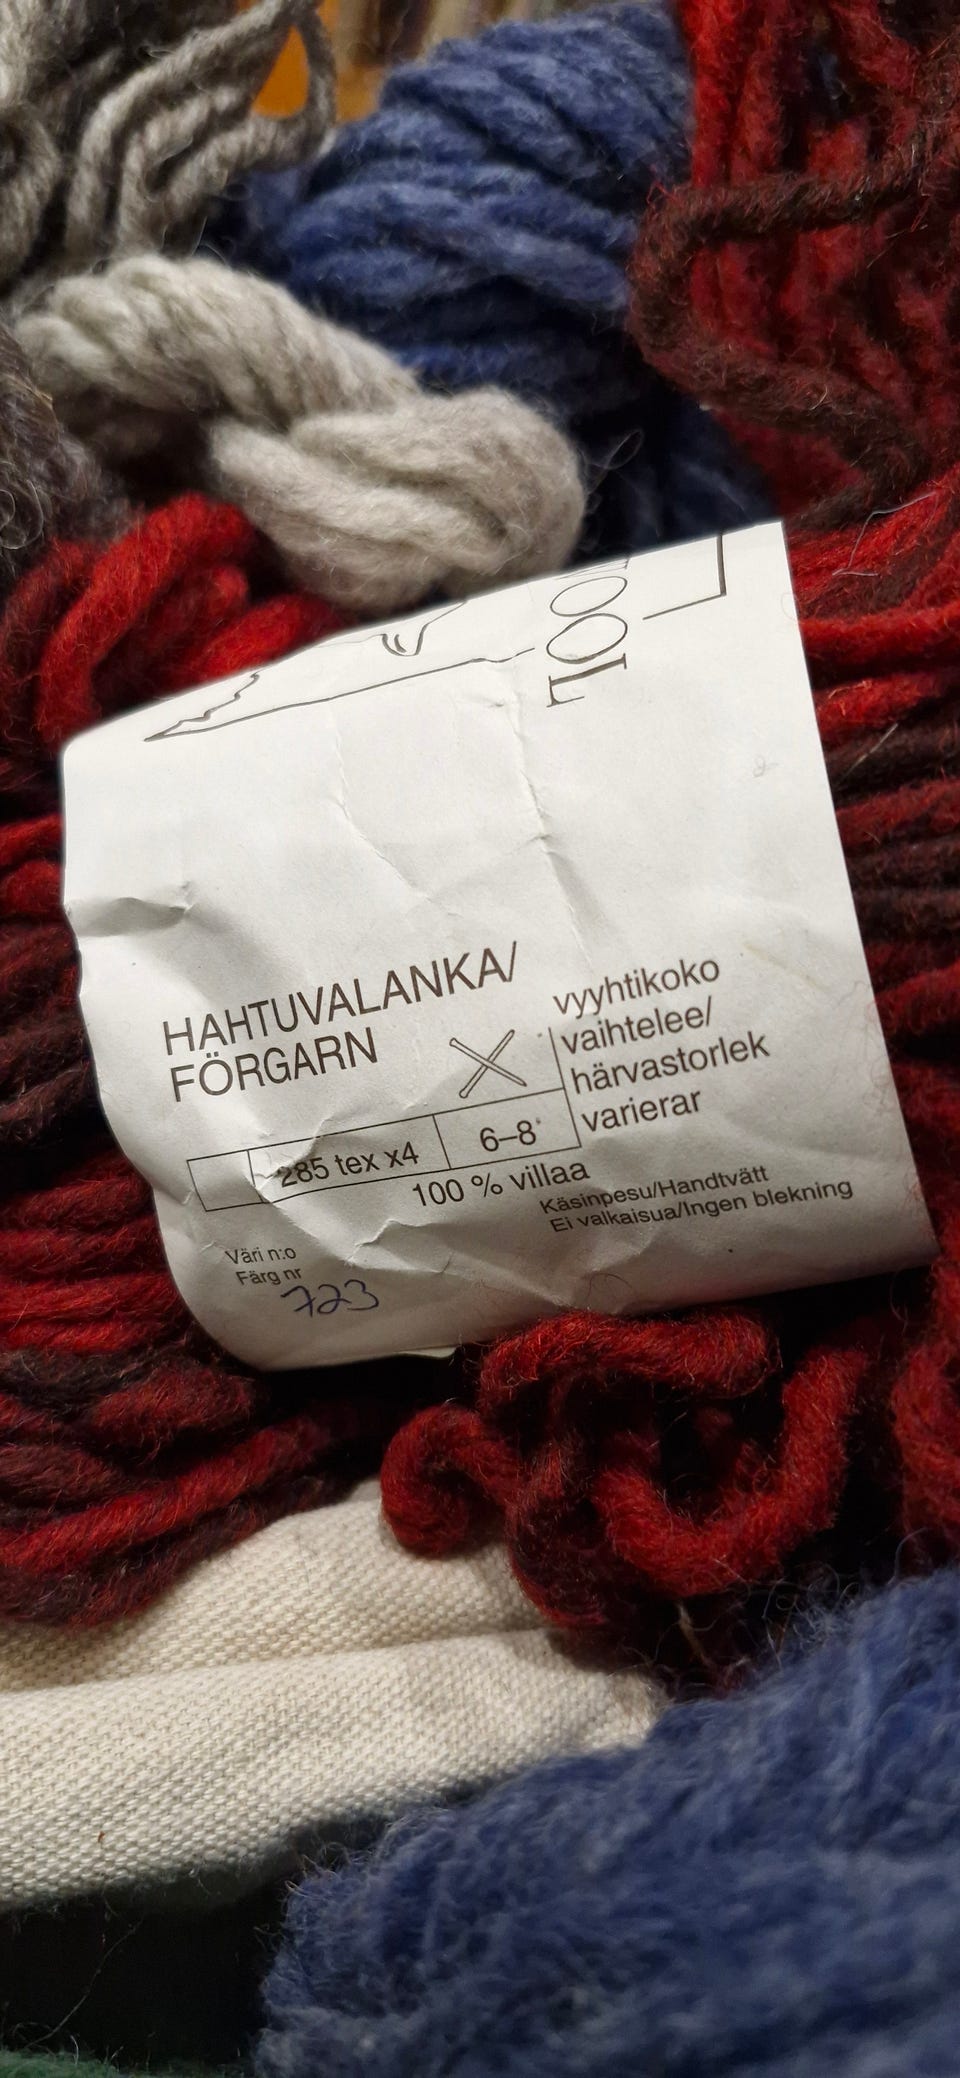 OOL
HAHTUVALANKA/
FÖRGARN
vyyhtikoko
vaihtelee/
härvastorlek
varierar
285 tex x4
6–8
100 % villaa
Käsinpesu/Handtvätt
Ei valkaisua/Ingen blekning
Väri n:o
Färg nr
723